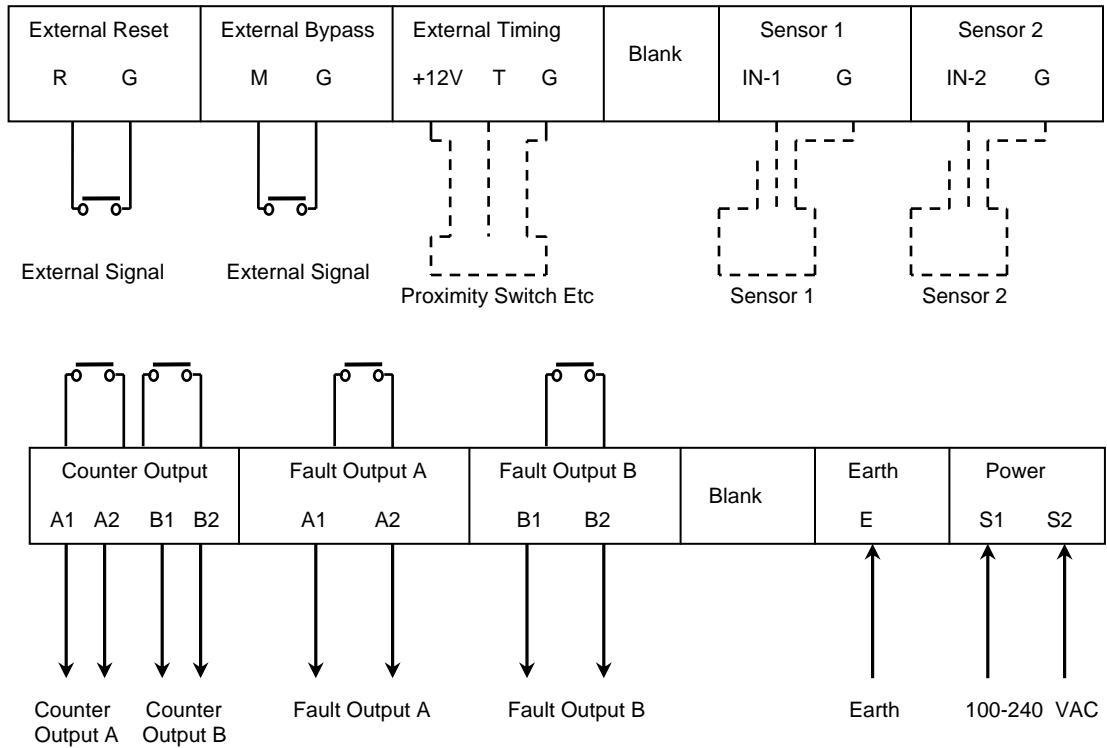 External Reset External Bypass External Timing Blank Sensor 1 Sensor 2
R G M G +12V T G IN-1 G IN-2 G
External Signal External Signal Proximity Switch Etc Sensor 1 Sensor 2
Counter Output Fault Output A Fault Output B Blank Earth Power
A1 A2 B1 B2 A1 A2 B1 B2 E S1 S2
Counter Counter Fault Output A Fault Output B Earth 100-240 VAC
Output A Output B